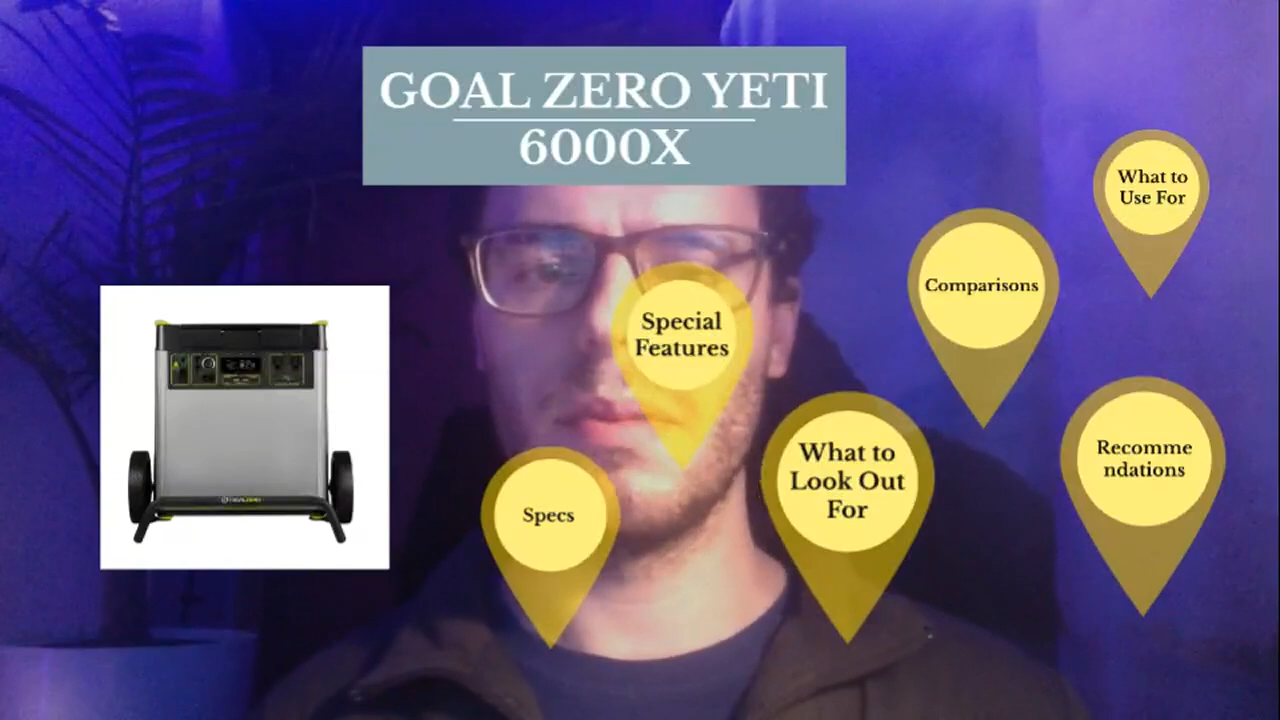 GOAL ZERO YETI
6000X
What to
Use For
Comparisons
Special
Features
What to
Look Out
For
Recomme
ndations
Specs